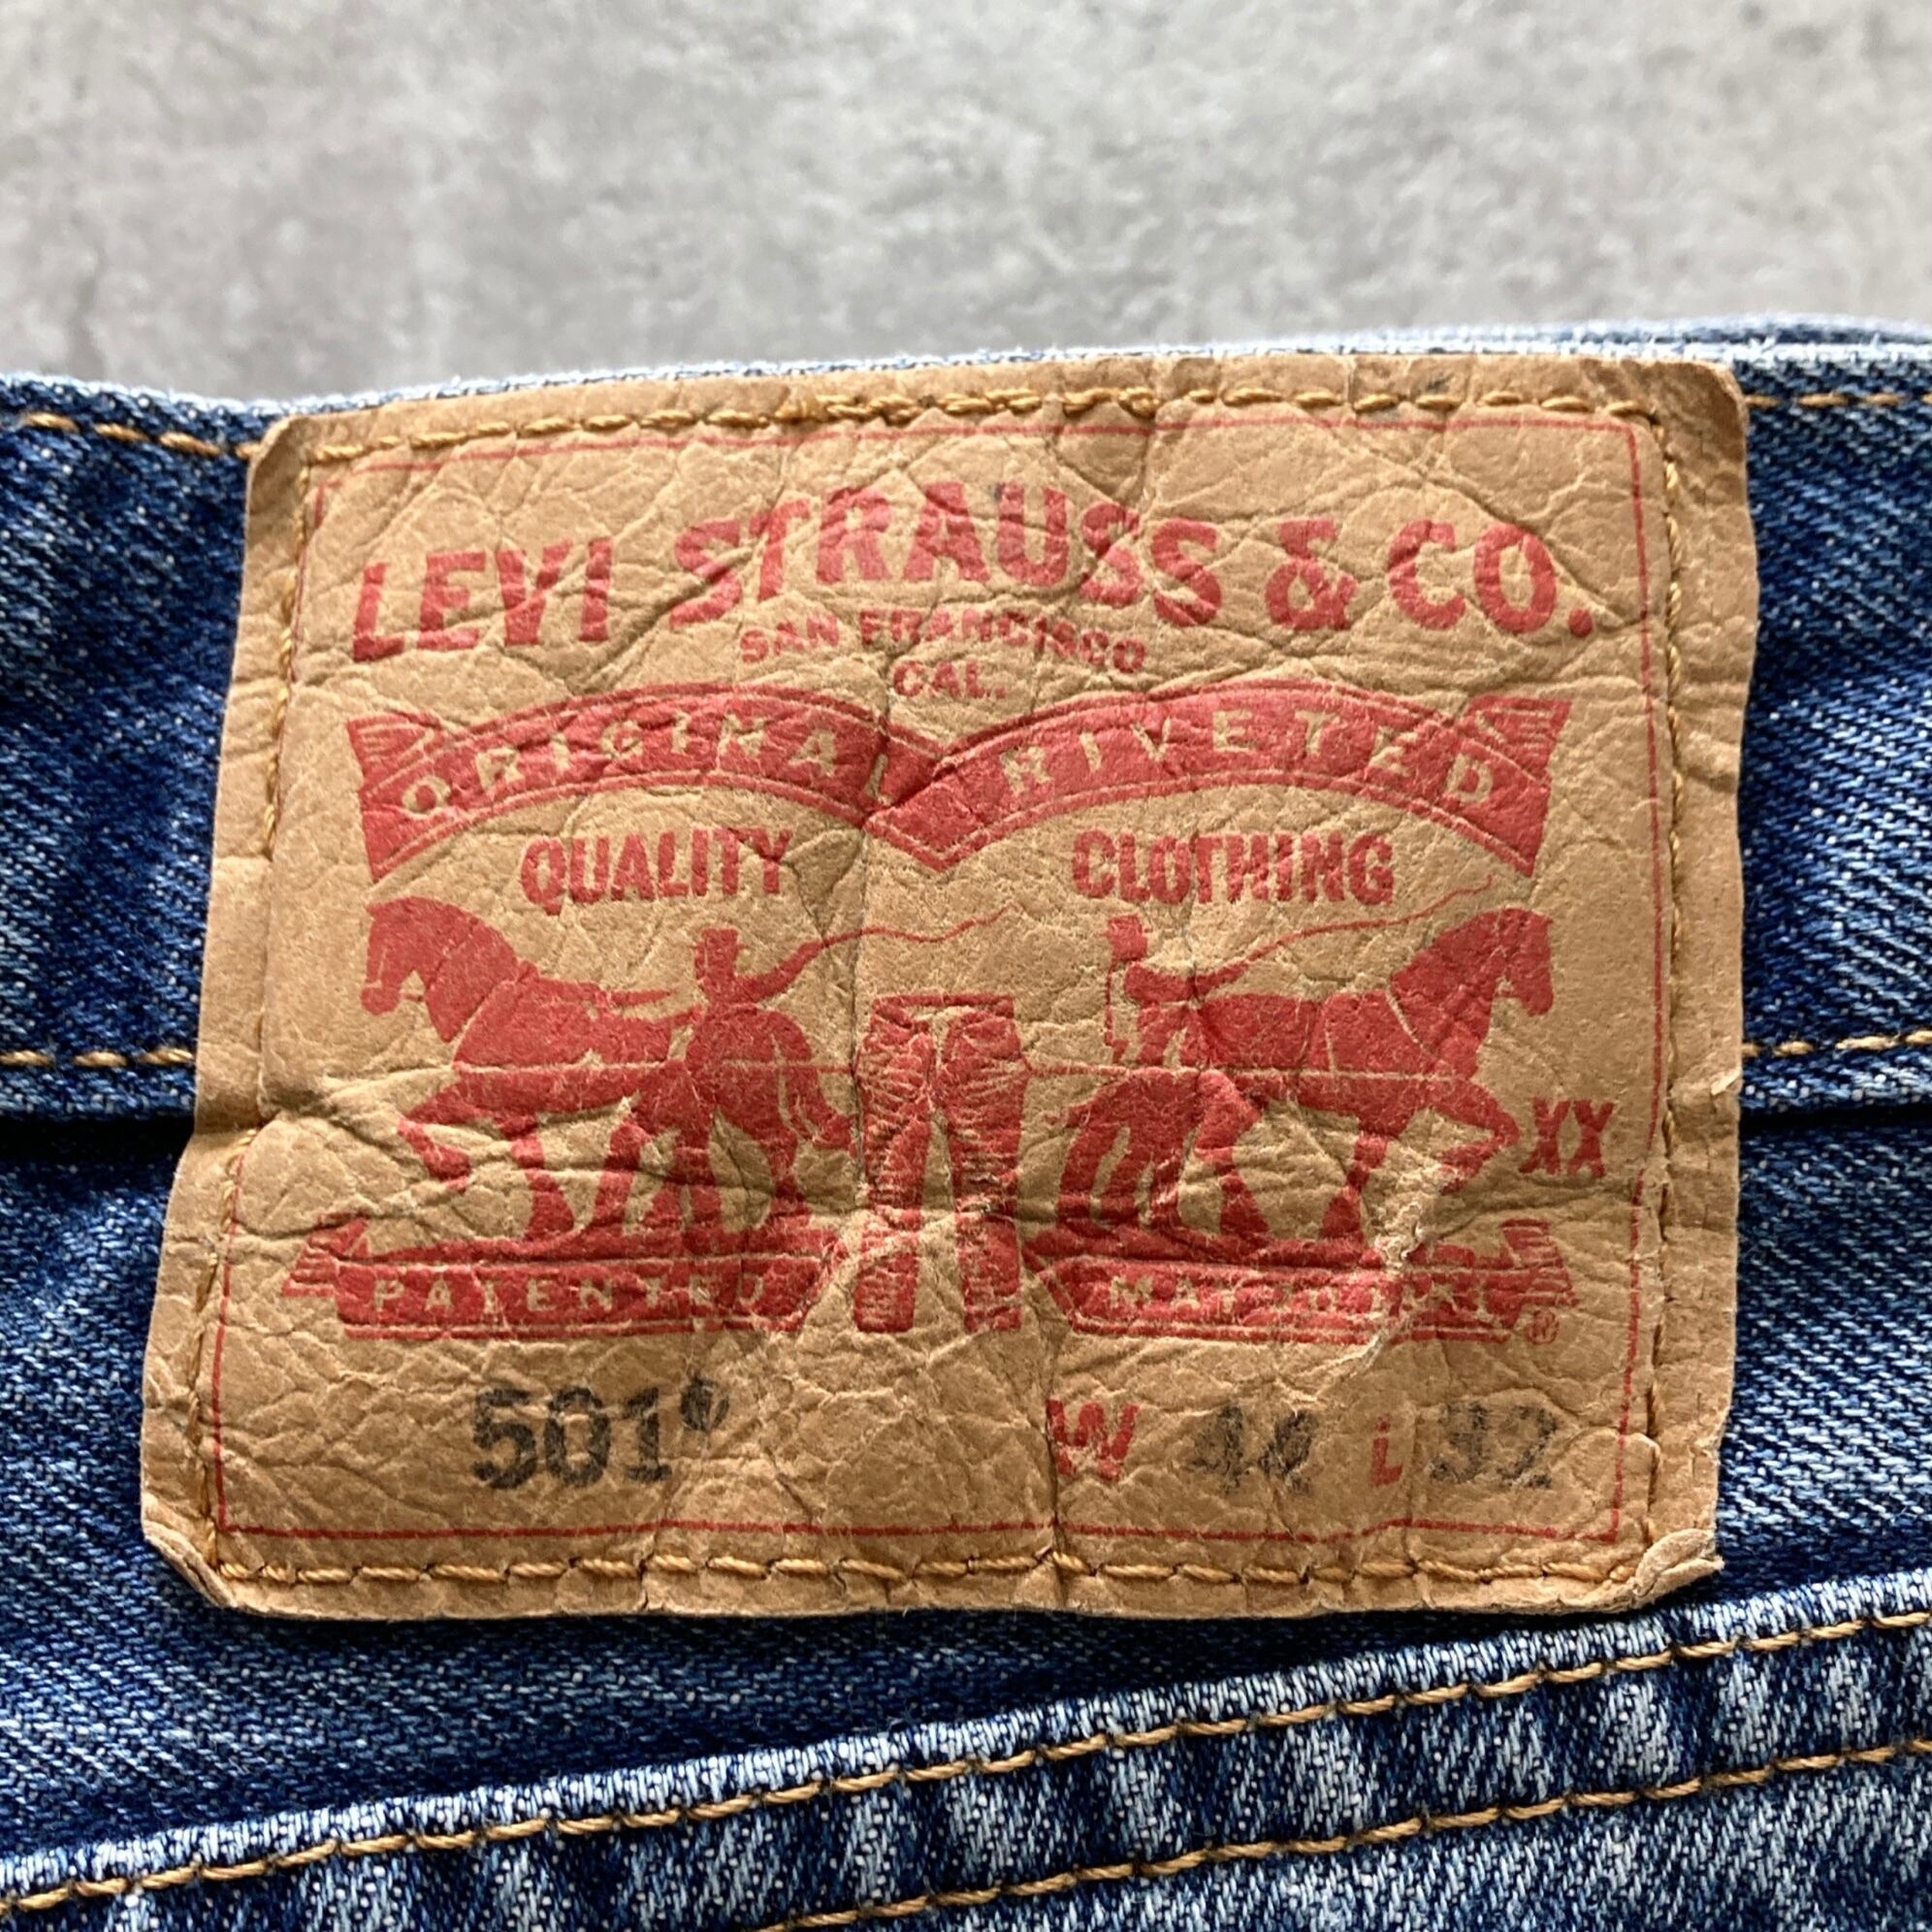 LEVI STRAUSS & CO.
SAN FRANCISCO
CAL.
ORIGINAL RIVETED
QUALITY CLOTHING
XX
PATENTED
®
501® W 44 L 32